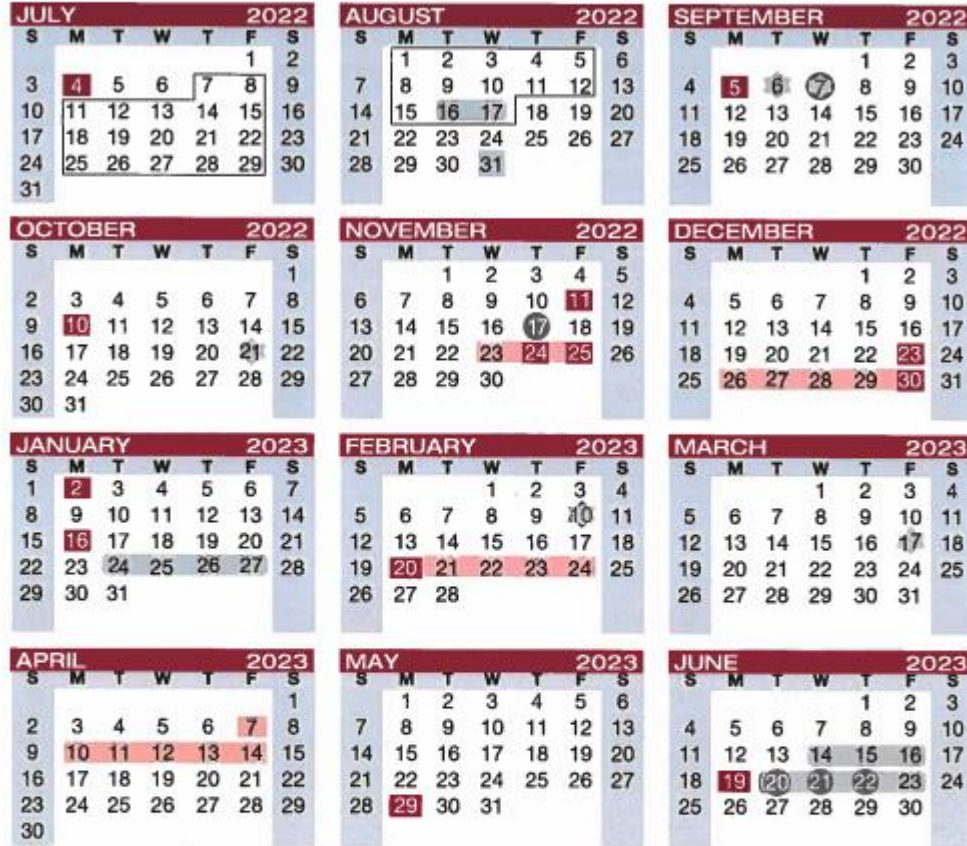 JULY 2022
S M T W T F S
1 2
3 4 5 6 7 8 9
10 11 12 13 14 15 16
17 18 19 20 21 22 23
24 25 26 27 28 29 30
31
AUGUST 2022
S M T W T F S
1 2 3 4 5 6
7 8 9 10 11 12 13
14 15 16 17 18 19 20
21 22 23 24 25 26 27
28 29 30 31
SEPTEMBER 2022
S M T W T F S
1 2 3
4 5 6 7 8 9 10
11 12 13 14 15 16 17
18 19 20 21 22 23 24
25 26 27 28 29 30
OCTOBER 2022
S M T W T F S
1
2 3 4 5 6 7 8
9 10 11 12 13 14 15
16 17 18 19 20 21 22
23 24 25 26 27 28 29
30 31
NOVEMBER 2022
S M T W T F S
1 2 3 4 5
6 7 8 9 10 11 12
13 14 15 16 17 18 19
20 21 22 23 24 25 26
27 28 29 30
DECEMBER 2022
S M T W T F S
1 2 3
4 5 6 7 8 9 10
11 12 13 14 15 16 17
18 19 20 21 22 23 24
25 26 27 28 29 30 31
JANUARY 2023
S M T W T F S
1 2 3 4 5 6 7
8 9 10 11 12 13 14
15 16 17 18 19 20 21
22 23 24 25 26 27 28
29 30 31
FEBRUARY 2023
S M T W T F S
1 2 3 4
5 6 7 8 9 10 11
12 13 14 15 16 17 18
19 20 21 22 23 24 25
26 27 28
MARCH 2023
S M T W T F S
1 2 3 4
5 6 7 8 9 10 11
12 13 14 15 16 17 18
19 20 21 22 23 24 25
26 27 28 29 30 31
APRIL 2023
S M T W T F S
1
2 3 4 5 6 7 8
9 10 11 12 13 14 15
16 17 18 19 20 21 22
23 24 25 26 27 28 29
30
MAY 2023
S M T W T F S
1 2 3 4 5 6
7 8 9 10 11 12 13
14 15 16 17 18 19 20
21 22 23 24 25 26 27
28 29 30 31
JUNE 2023
S M T W T F S
1 2 3
4 5 6 7 8 9 10
11 12 13 14 15 16 17
18 19 20 21 22 23 24
25 26 27 28 29 30